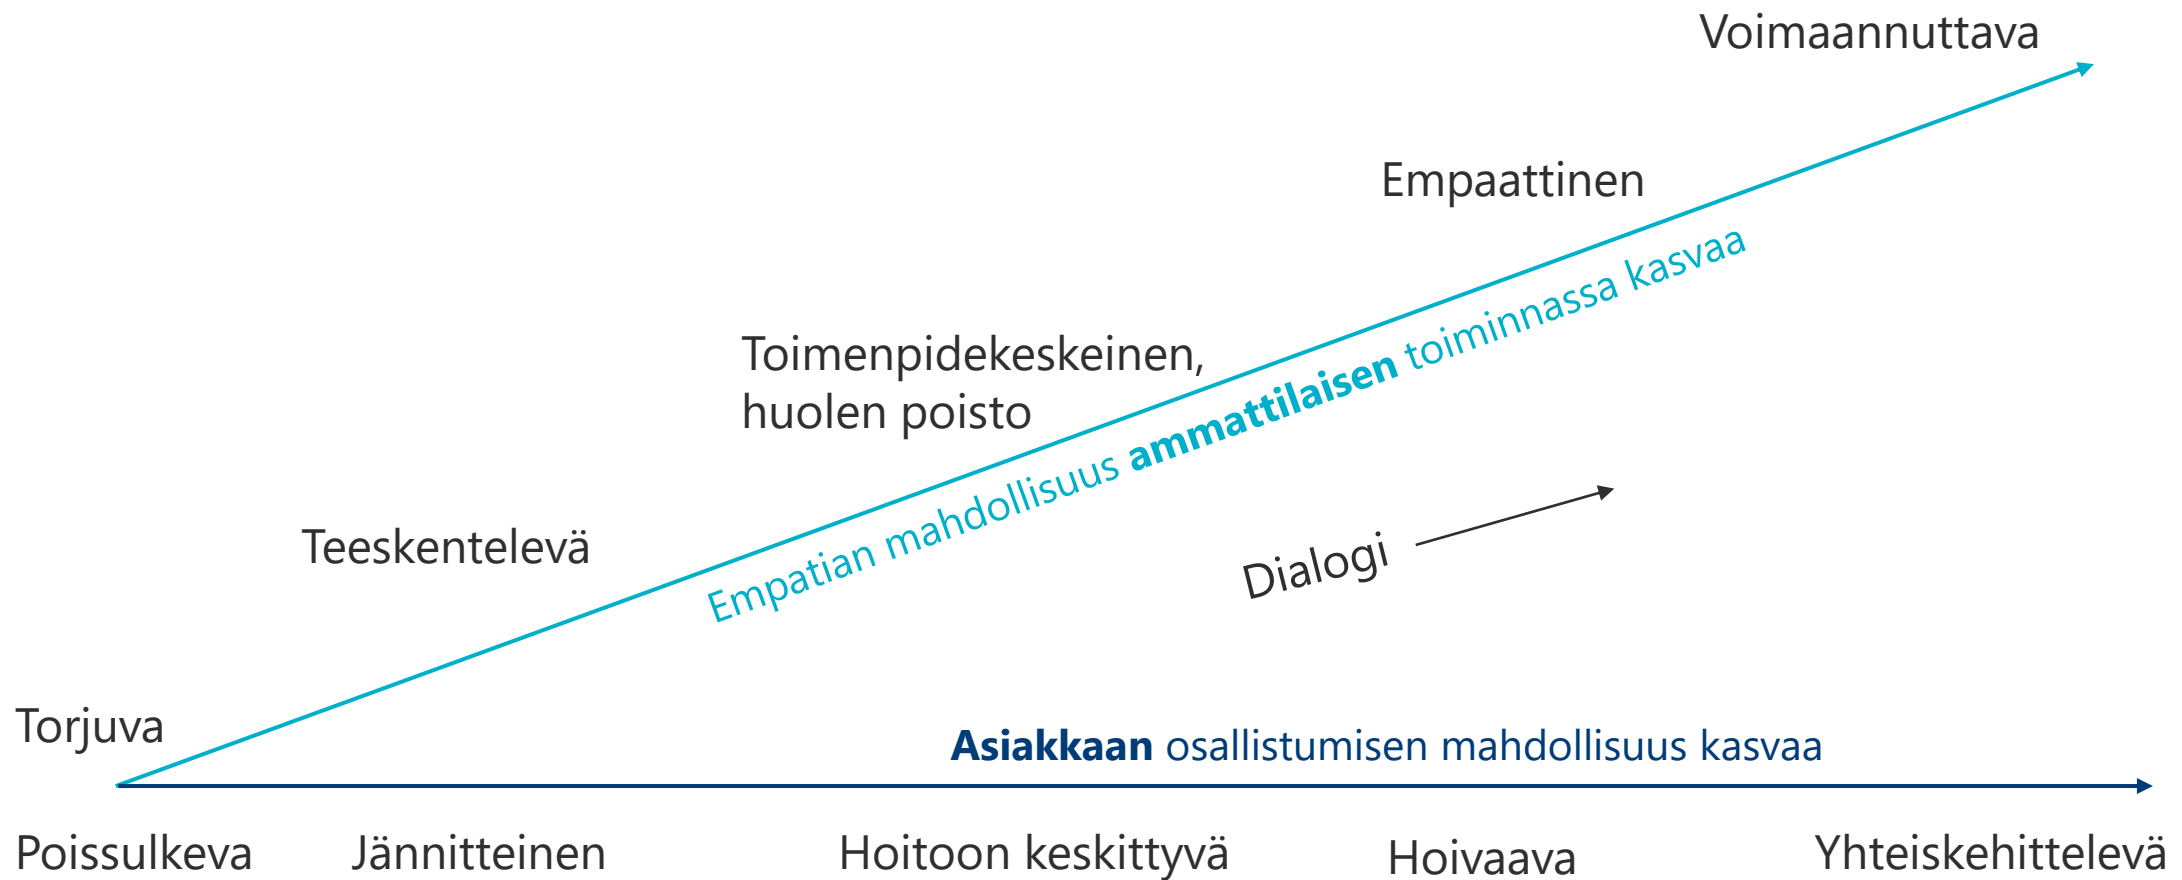 Voimaannuttava
Empaattinen
Empatian mahdollisuus ammattilaisen toiminnassa kasvaa
Toimenpidekeskeinen,
huolen poisto
Teeskentelevä
Dialogi
Torjuva
Asiakkaan osallistumisen mahdollisuus kasvaa
Poissulkeva
Jännitteinen
Hoitoon keskittyvä
Hoivaava
Yhteiskehittelevä